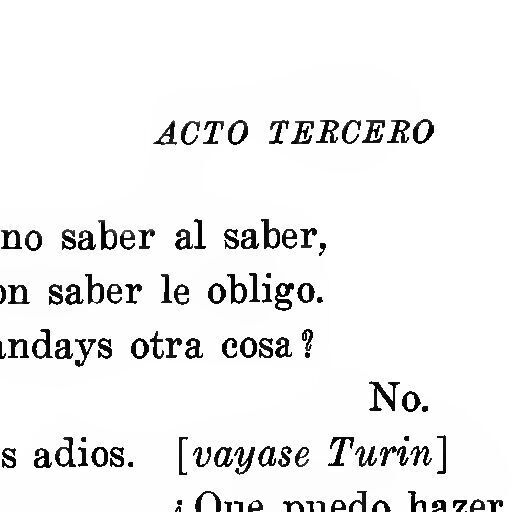 ACTO TERCERO
no saber al saber,
on saber le obligo.
andays otra cosa?
No.
s adios. [vayase Turin]
¿Que puedo hazer